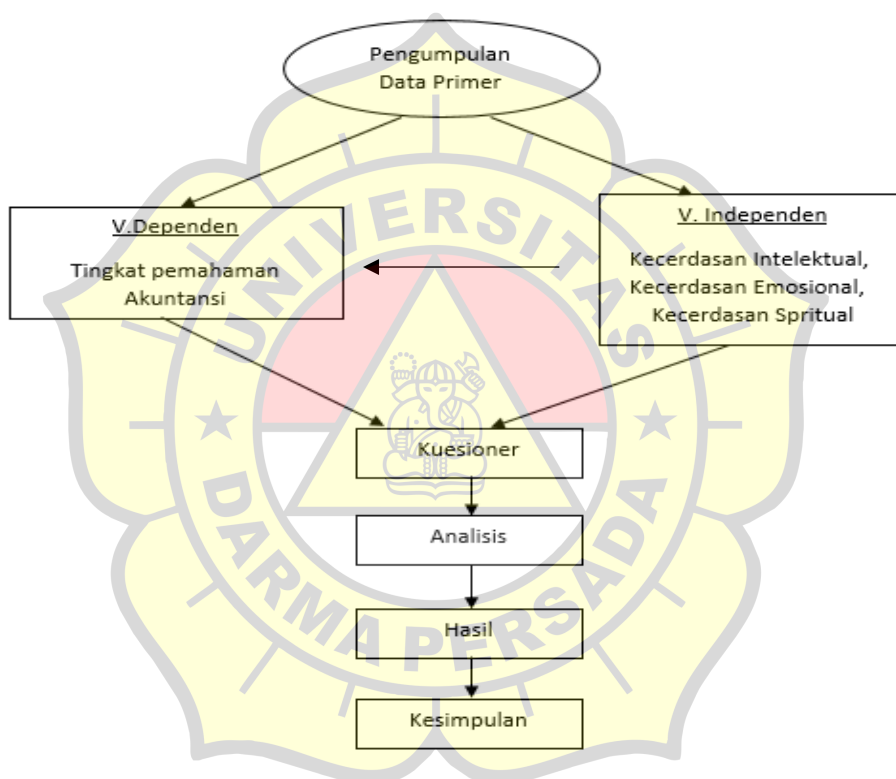 Pengumpulan
Data Primer
V.Dependen
Tingkat pemahaman
Akuntansi
V. Independen
Kecerdasan Intelektual,
Kecerdasan Emosional,
Kecerdasan Spritual
Kuesioner
Analisis
Hasil
Kesimpulan
UNIVERSITAS
DARMA PERSADA